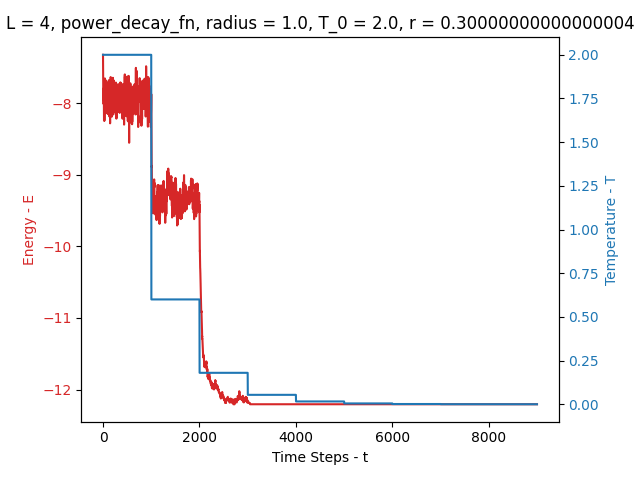 L = 4, power_decay_fn, radius = 1.0, T_0 = 2.0, r = 0.30000000000000004
−8
−9
−10
−11
−12
Energy - E
2.00
1.75
1.50
1.25
1.00
0.75
0.50
0.25
0.00
Temperature - T
0 2000 4000 6000 8000
Time Steps - t